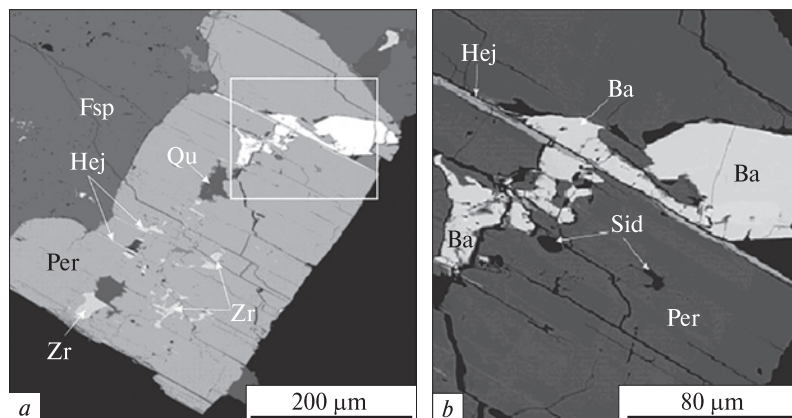 Fsp
Hej
Qu
Per
Zr
Zr
a
200 μm
Hej
Ba
Ba
Ba
Sid
Per
b
80 μm